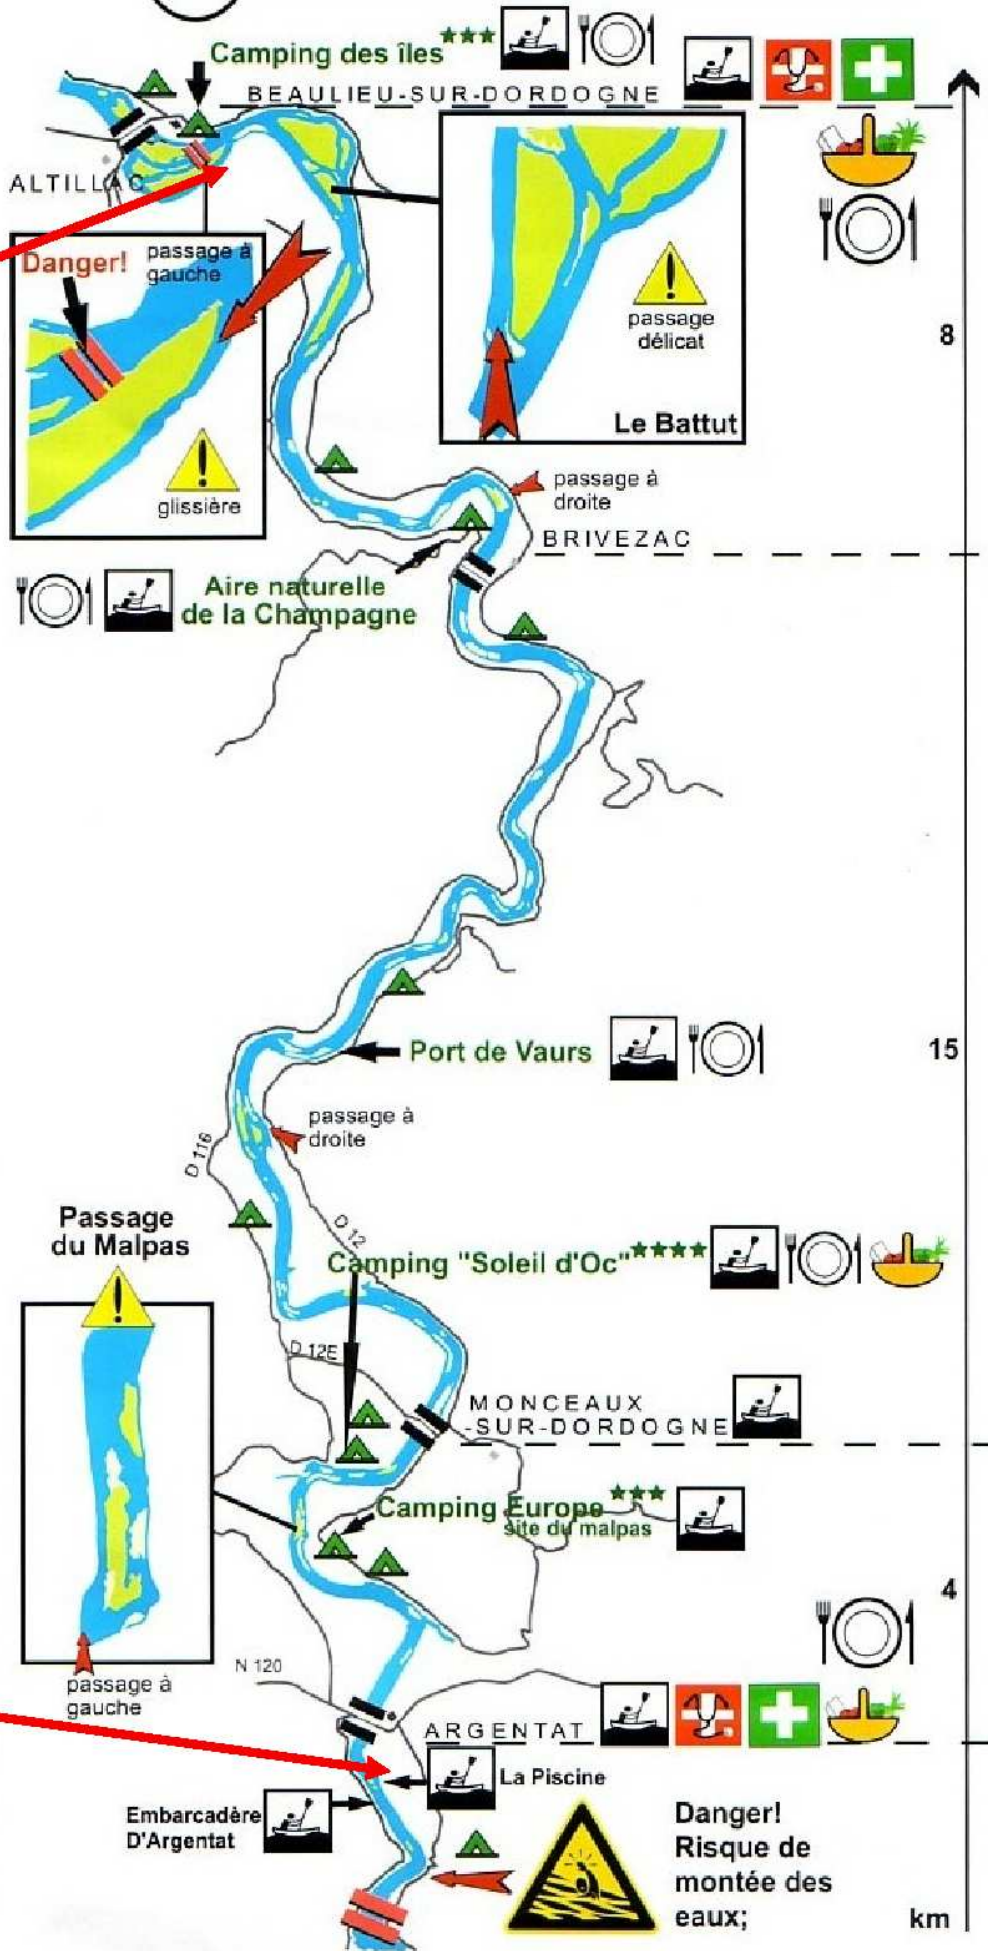 Camping des îles ***
BEAULIEU-SUR-DORDOGNE
ALTILLAC
Danger!
passage à
gauche
glissière
passage
délicat
Le Battut
8
passage à
droite
BRIVEZAC
Aire naturelle
de la Champagne
Port de Vaurs
15
passage à
droite
D 116
D 12
Passage
du Malpas
Camping "Soleil d'Oc" ****
D 12E
MONCEAUX
-SUR-DORDOGNE
Camping Europe ***
site du malpas
4
passage à
gauche
N 120
ARGENTAT
La Piscine
Embarcadère
D'Argentat
Danger!
Risque de
montée des
eaux;
km